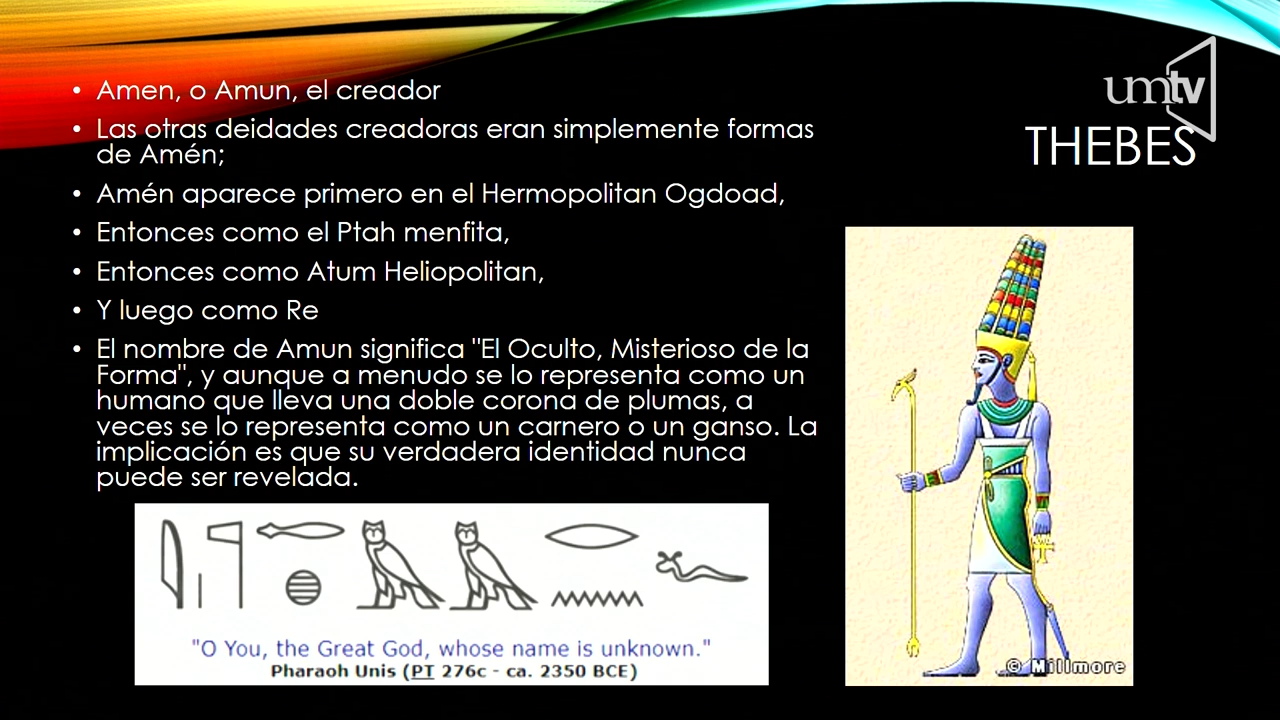 umtv
THEBES
• Amen, o Amun, el creador
• Las otras deidades creadoras eran simplemente formas
de Amén;
• Amén aparece primero en el Hermopolitan Ogdoad,
• Entonces como el Ptah menfita,
• Entonces como Atum Heliopolitan,
• Y luego como Re
• El nombre de Amun significa "El Oculto, Misterioso de la
Forma", y aunque a menudo se lo representa como un
humano que lleva una doble corona de plumas, a
veces se lo representa como un carnero o un ganso. La
implicación es que su verdadera identidad nunca
puede ser revelada.
"O You, the Great God, whose name is unknown."
Pharaoh Unis (PT 276c - ca. 2350 BCE)
© Millmore